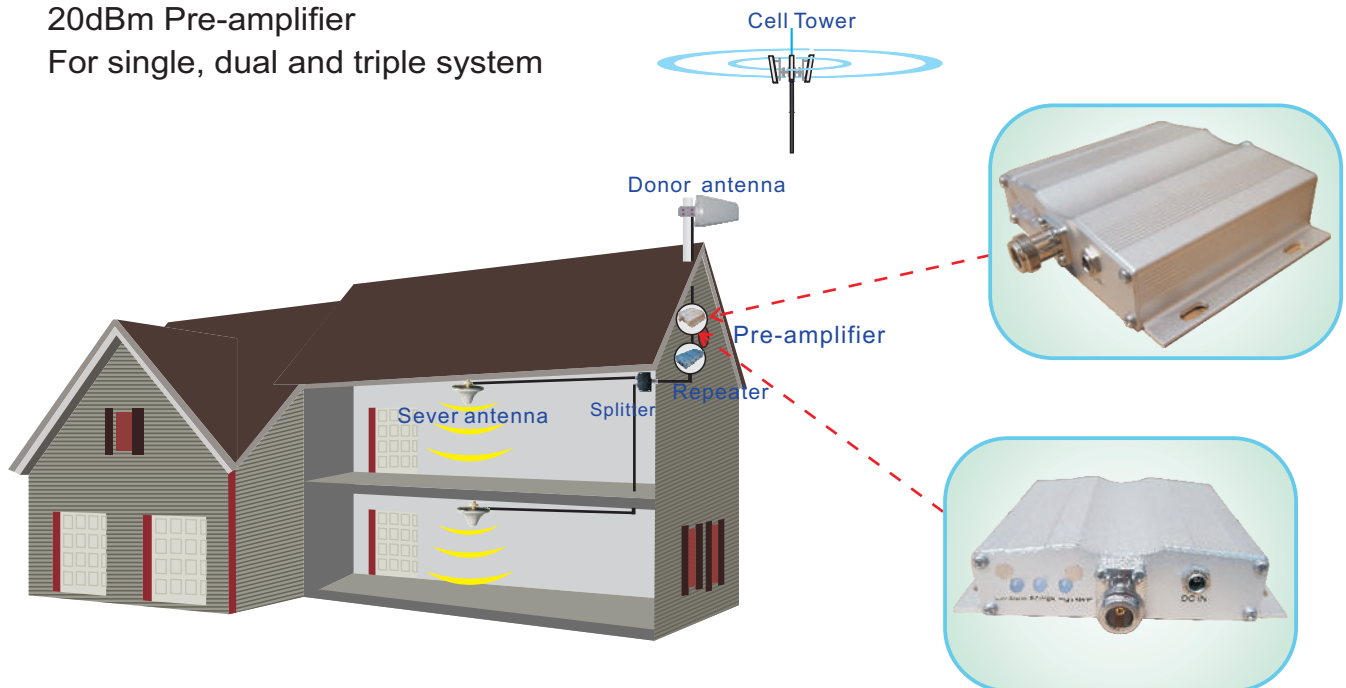 20dBm Pre-amplifier
For single, dual and triple system
Cell Tower
Donor antenna
Pre-amplifier
Repeater
Splitter
Sever antenna
DC IN